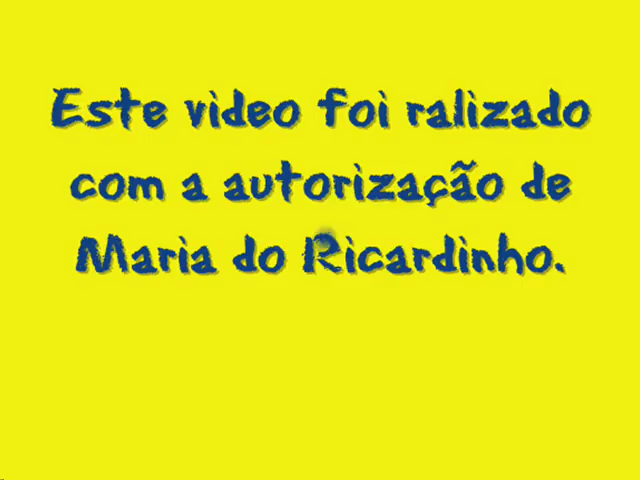 Este video foi ralizado
com a autorização de
Maria do Ricardinho.